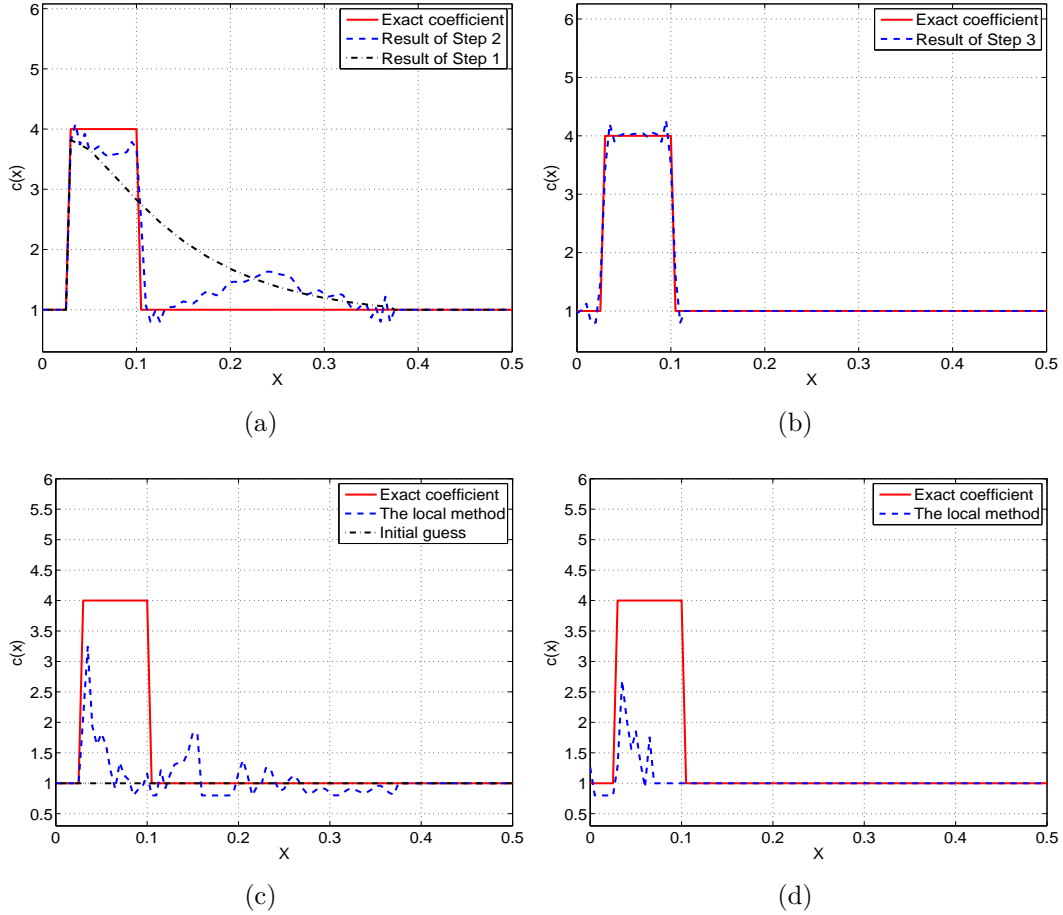 Exact coefficient
Result of Step 2
Result of Step 1
6
5
4
3
2
1
c(x)
0
0.1
0.2
0.3
0.4
0.5
X
(a)
Exact coefficient
Result of Step 3
6
5
4
3
2
1
c(x)
0
0.1
0.2
0.3
0.4
0.5
X
(b)
Exact coefficient
The local method
Initial guess
6
5.5
5
4.5
4
3.5
3
2.5
2
1.5
1
0.5
c(x)
0
0.1
0.2
0.3
0.4
0.5
X
(c)
Exact coefficient
The local method
6
5.5
5
4.5
4
3.5
3
2.5
2
1.5
1
0.5
c(x)
0
0.1
0.2
0.3
0.4
0.5
X
(d)